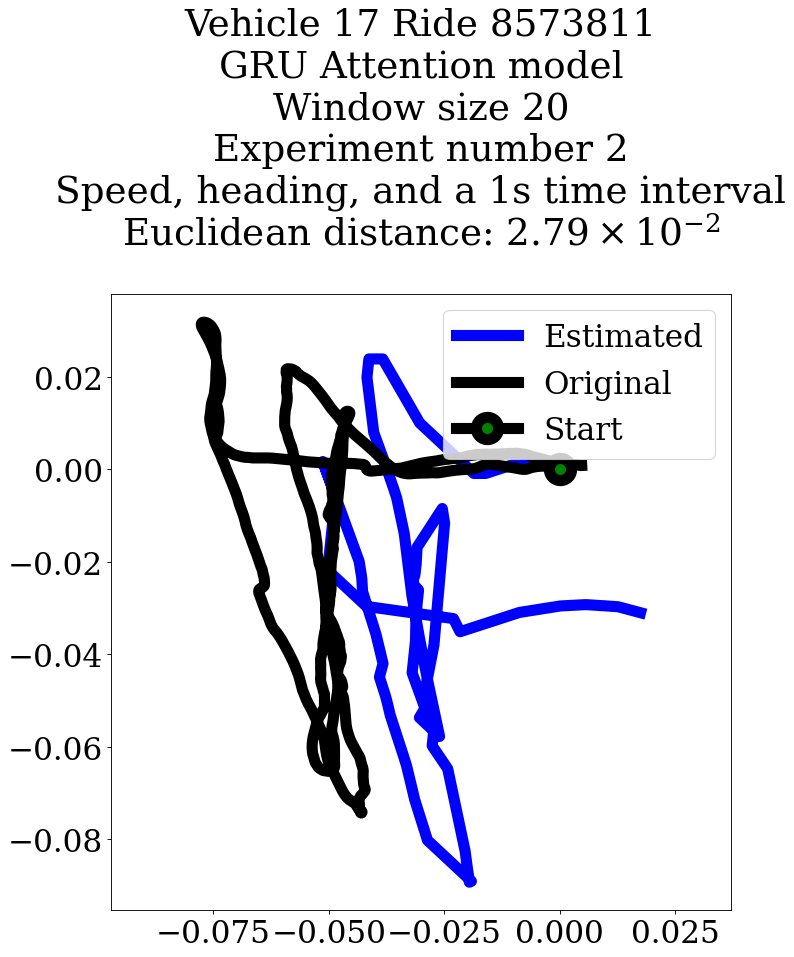 Vehicle 17 Ride 8573811
GRU Attention model
Window size 20
Experiment number 2
Speed, heading, and a 1s time interval
Euclidean distance: 2.79 × 10⁻²
Estimated
Original
Start
0.02
0.00
−0.02
−0.04
−0.06
−0.08
−0.075 −0.050 −0.025 0.000 0.025